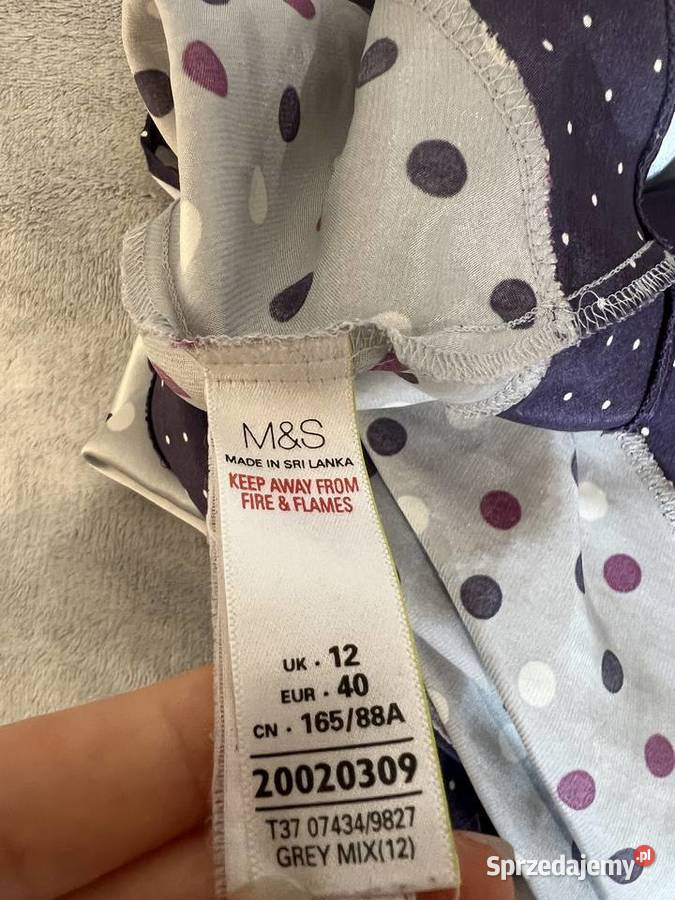 M&S
MADE IN SRI LANKA
KEEP AWAY FROM
FIRE & FLAMES
UK · 12
EUR · 40
CN · 165/88A
20020309
T37 07434/9827
GREY MIX(12)
Sprzedajemy.pl